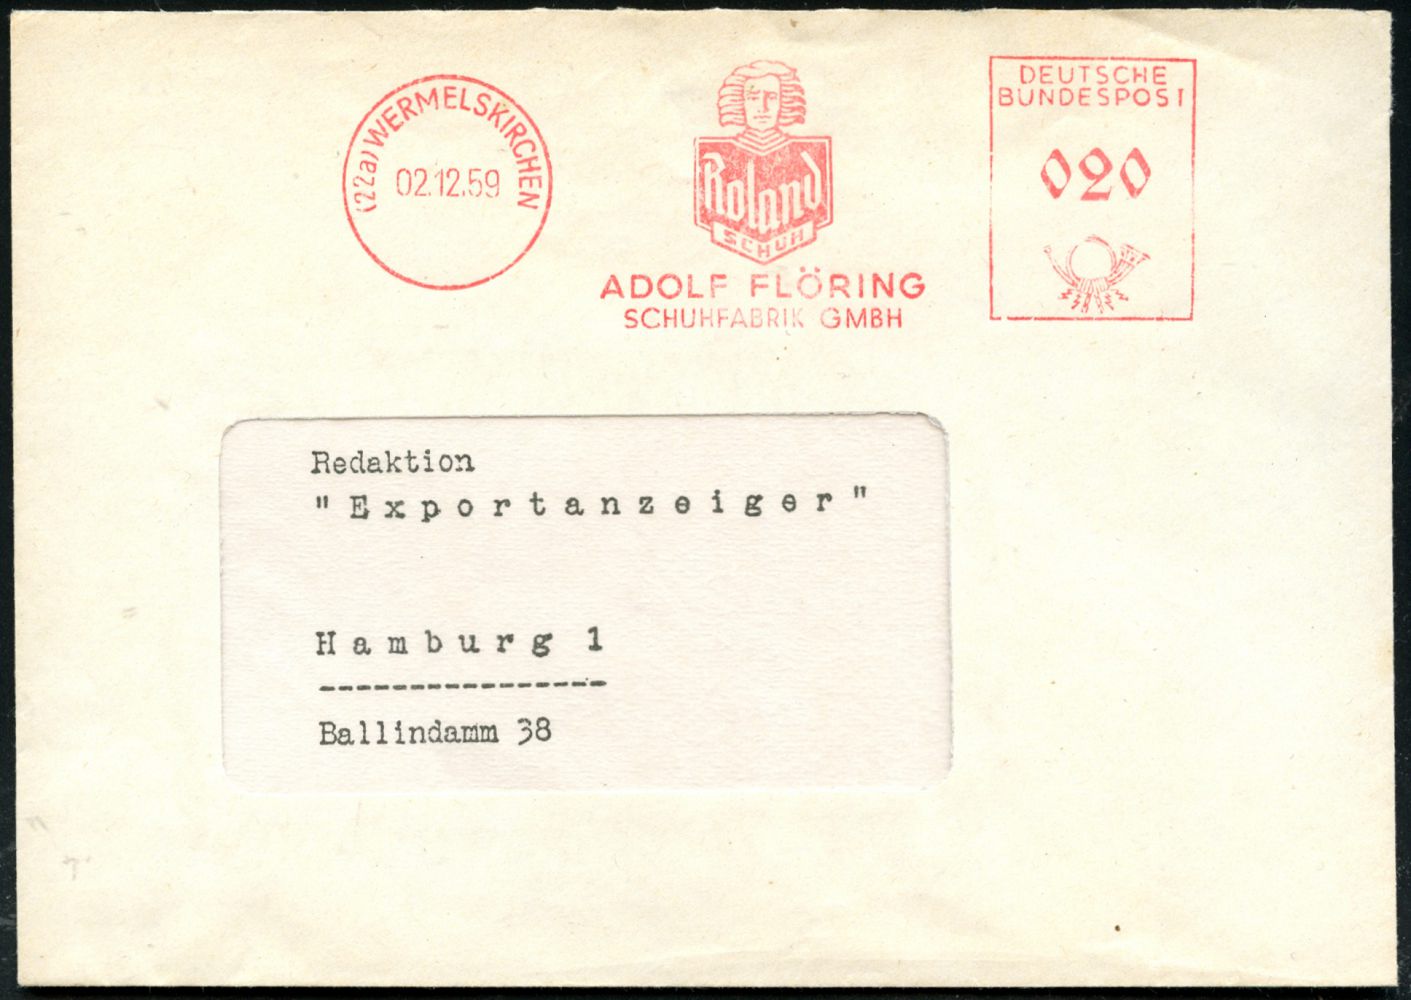 (22a) WERMELSKIRCHEN
02.12.59
Roland
SCHUH
ADOLF FLÖRING
SCHUHFABRIK GMBH
DEUTSCHE
BUNDESPOST
020
Redaktion
"Exportanzeiger"
Hamburg 1
----------------
Ballindamm 38